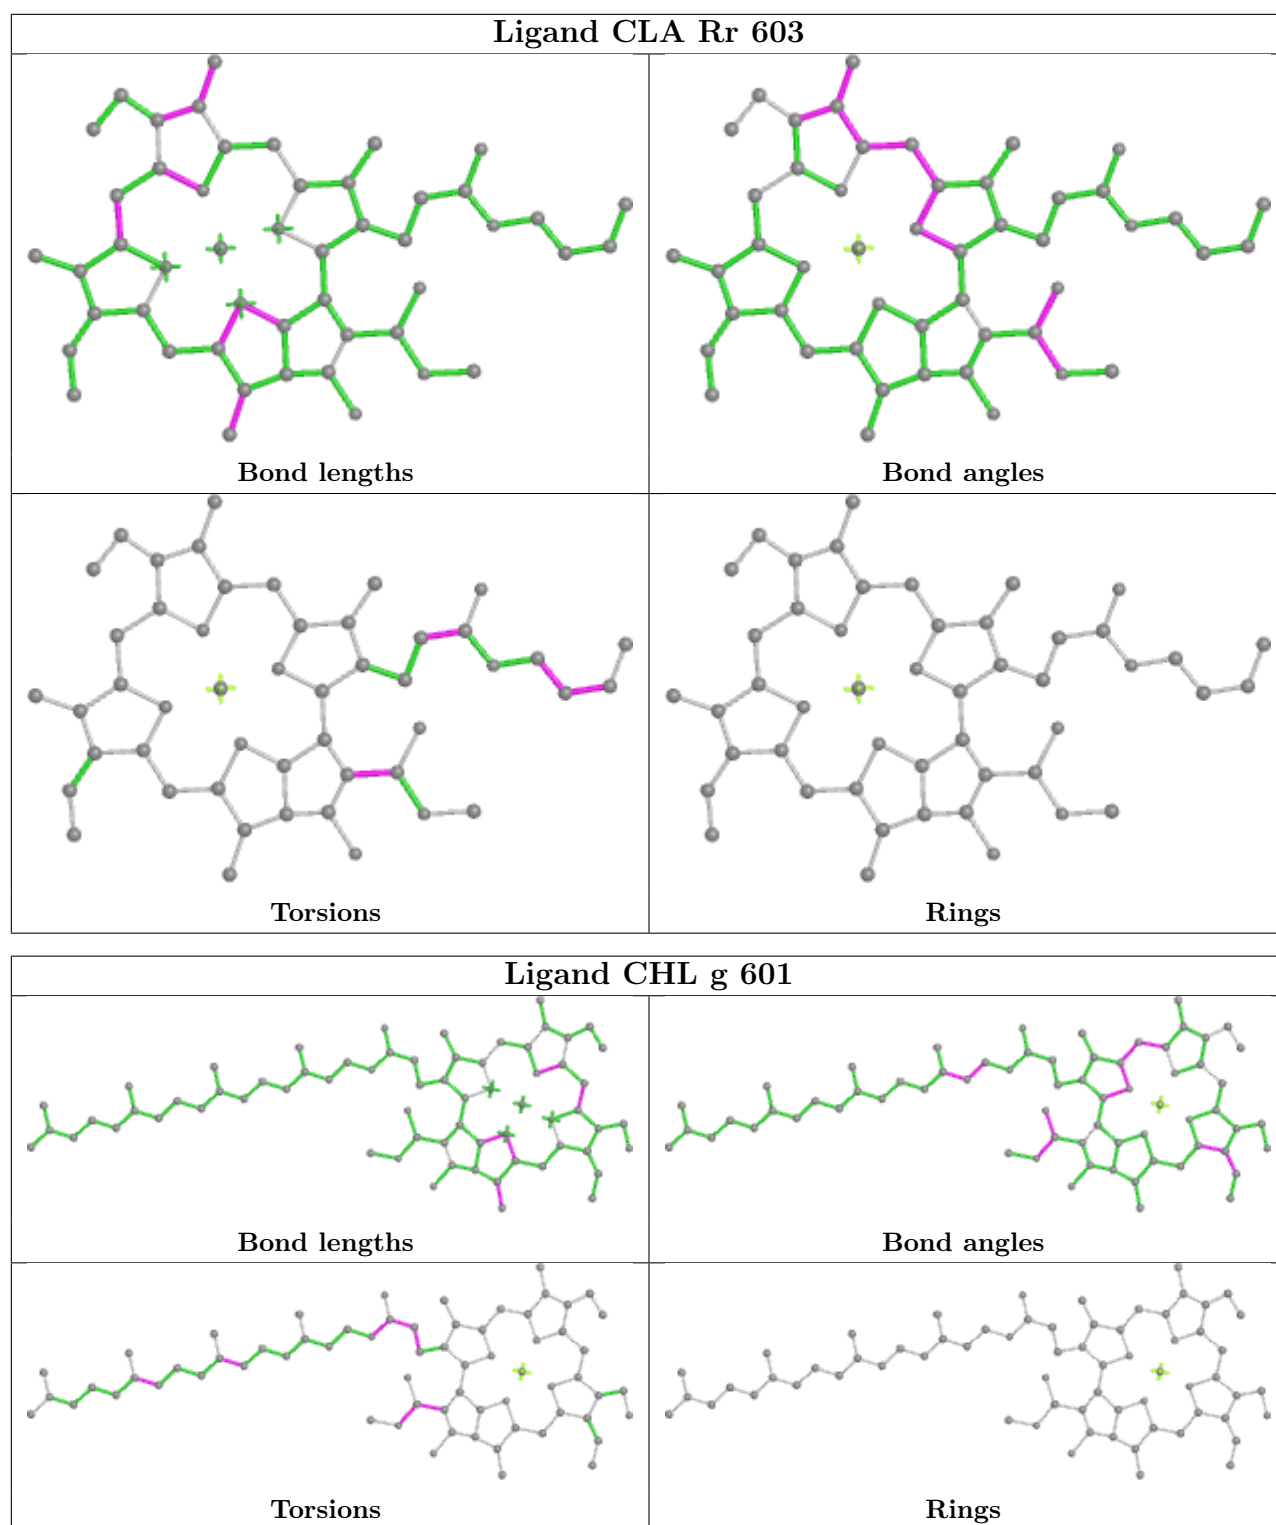 Ligand CLA Rr 603
Bond lengths
Bond angles
Torsions
Rings
Ligand CHL g 601
Bond lengths
Bond angles
Torsions
Rings